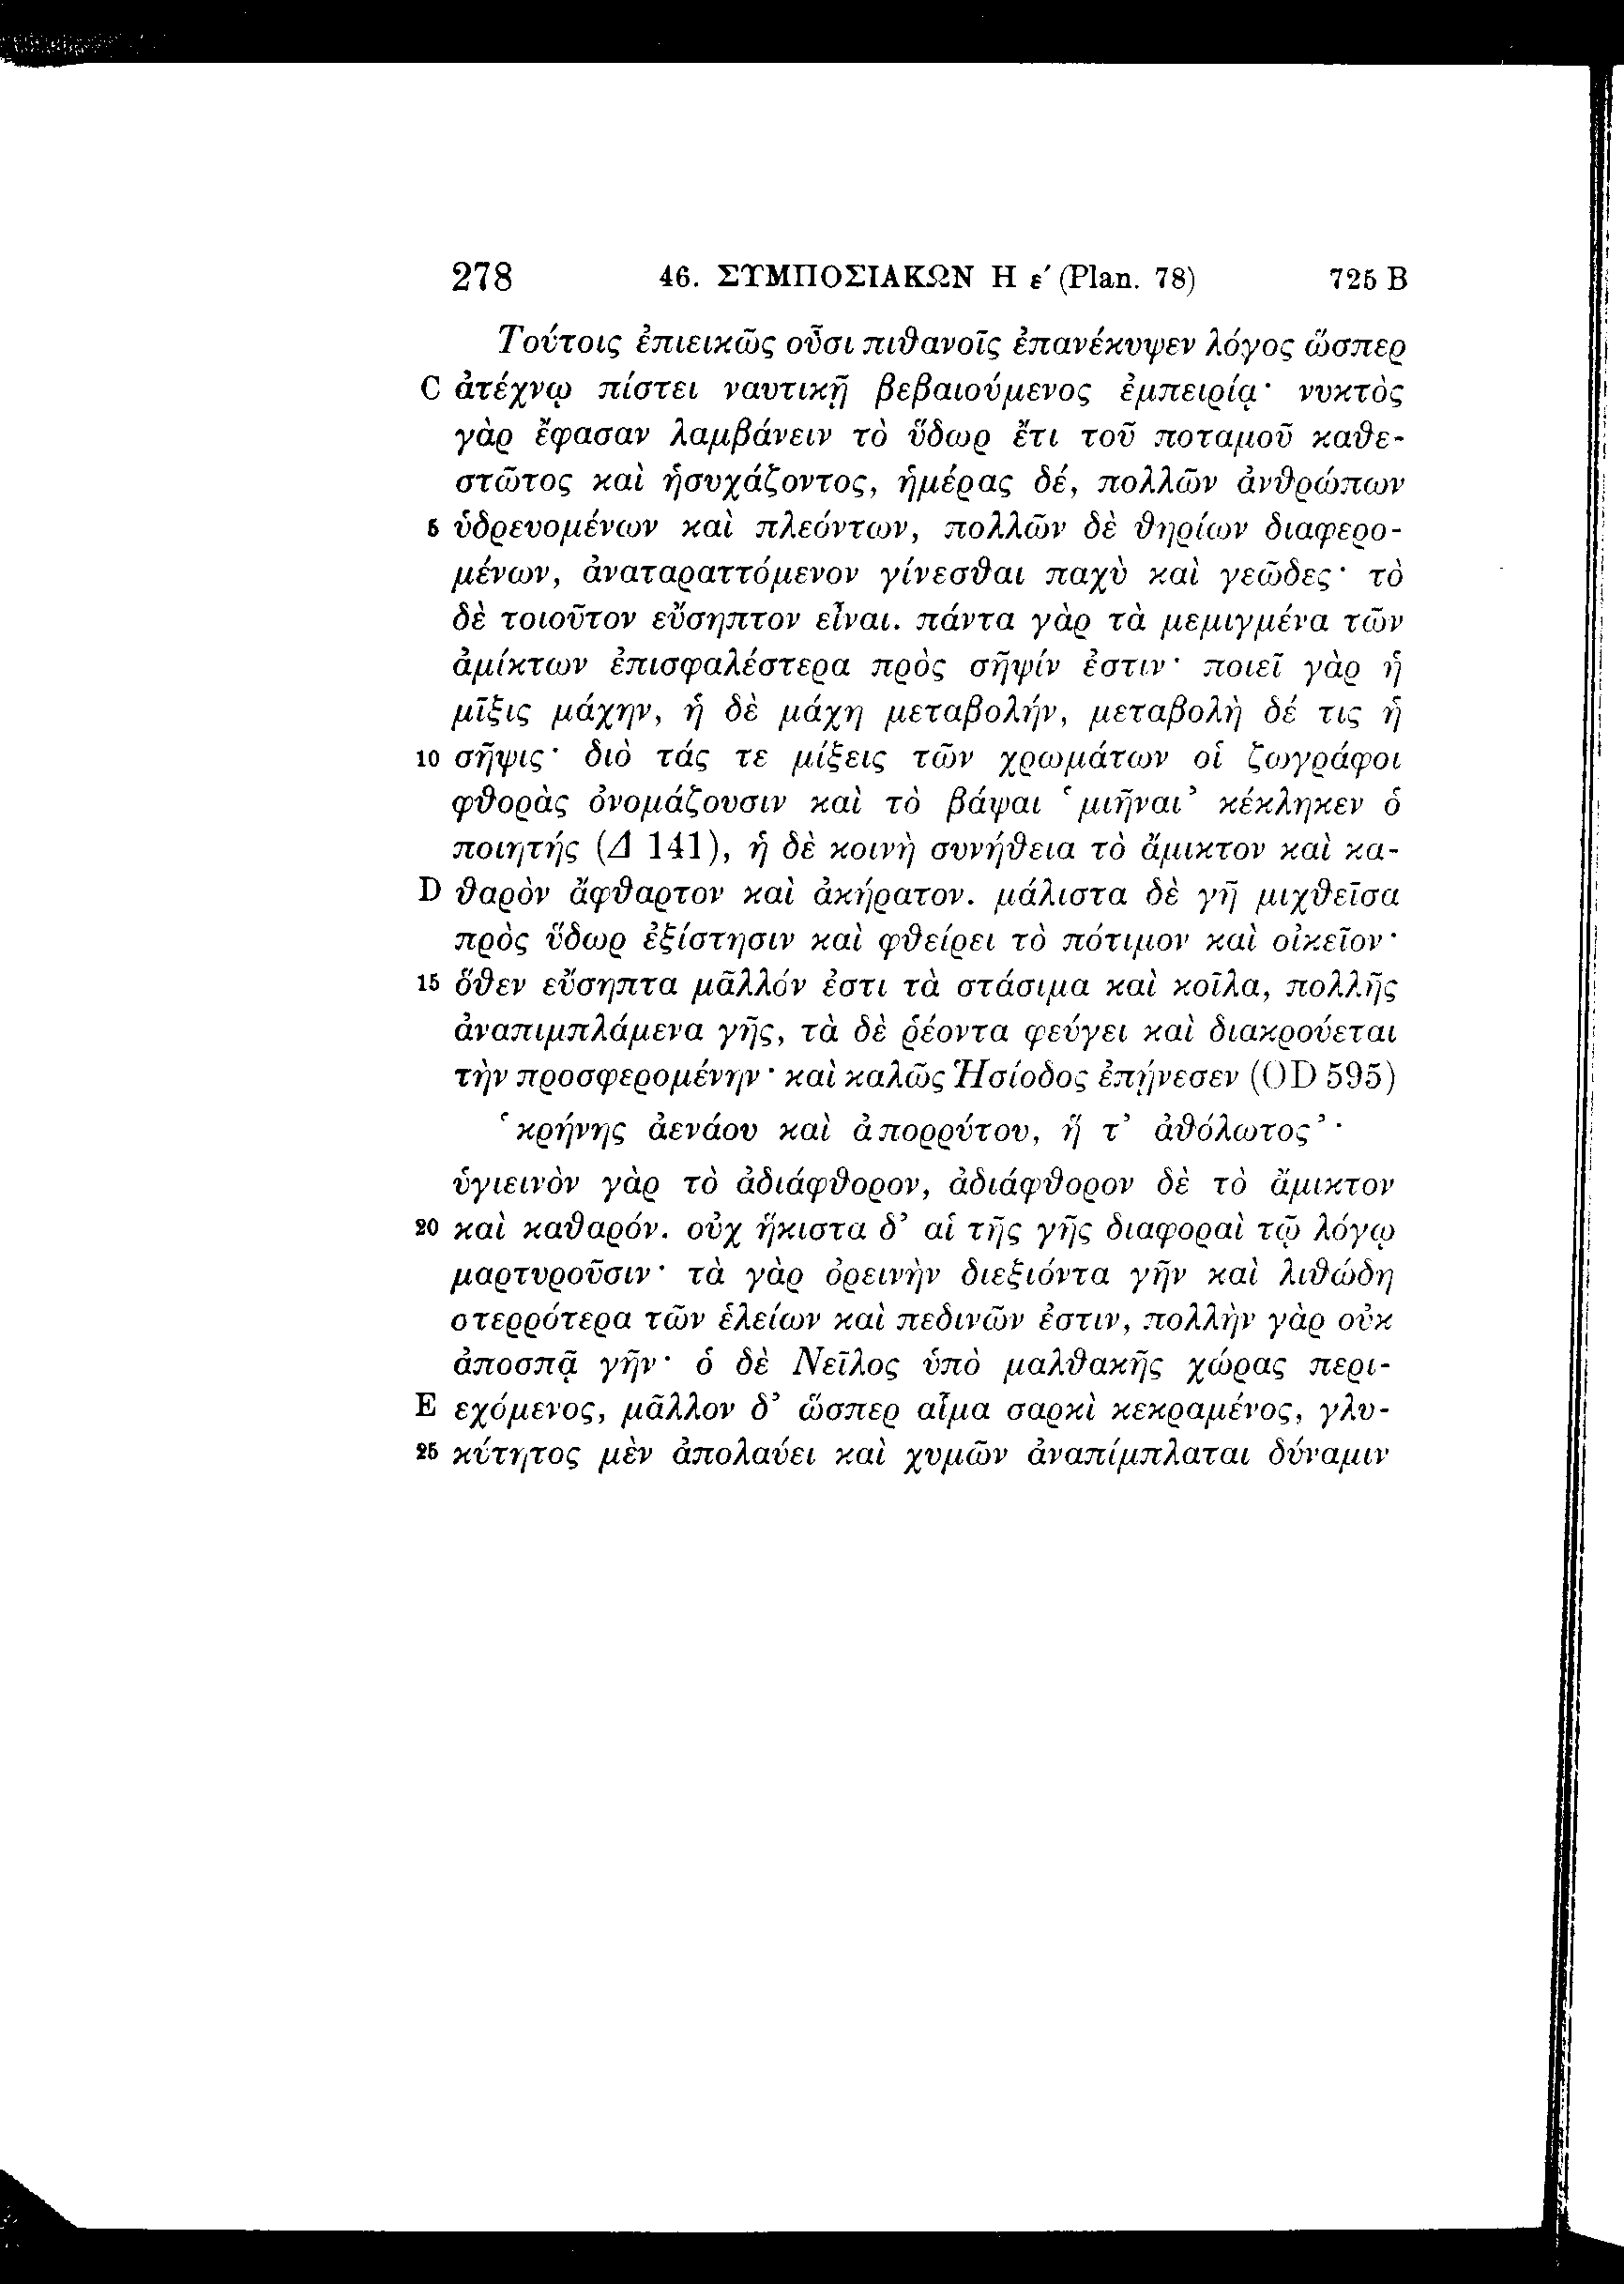 278 46. ΣΥΜΠΟΣΙΑΚΩΝ Η ε´ (Plan. 78) 725 B
Τούτοις ἐπιεικῶς οὖσι πιθανοῖς ἐπανέκυψεν λόγος ὥσπερ
C ἀτέχνῳ πίστει ναυτικῇ βεβαιούμενος ἐμπειρίᾳ· νυκτὸς
γὰρ ἔφασαν λαμβάνειν τὸ ὕδωρ ἔτι τοῦ ποταμοῦ καθε-
στῶτος καὶ ἡσυχάζοντος, ἡμέρας δέ, πολλῶν ἀνθρώπων
5 ὑδρευομένων καὶ πλεόντων, πολλῶν δὲ θηρίων διαφερο-
μένων, ἀναταραττόμενον γίνεσθαι παχὺ καὶ γεῶδες· τὸ
δὲ τοιοῦτον εὔσηπτον εἶναι. πάντα γὰρ τὰ μεμιγμένα τῶν
ἀμίκτων ἐπισφαλέστερα πρὸς σῆψίν ἐστιν· ποιεῖ γὰρ ἡ
μῖξις μάχην, ἡ δὲ μάχη μεταβολήν, μεταβολὴ δέ τις ἡ
10 σῆψις· διὸ τάς τε μίξεις τῶν χρωμάτων οἱ ζωγράφοι
φθορὰς ὀνομάζουσιν καὶ τὸ βάψαι ‘μιῆναι’ κέκληκεν ὁ
ποιητής (Δ 141), ἡ δὲ κοινὴ συνήθεια τὸ ἄμικτον καὶ κα-
D θαρὸν ἄφθαρτον καὶ ἀκήρατον. μάλιστα δὲ γῆ μιχθεῖσα
πρὸς ὕδωρ ἐξίστησιν καὶ φθείρει τὸ πότιμον καὶ οἰκεῖον·
15 ὅθεν εὔσηπτα μᾶλλόν ἐστι τὰ στάσιμα καὶ κοῖλα, πολλῆς
ἀναπιμπλάμενα γῆς, τὰ δὲ ῥέοντα φεύγει καὶ διακρούεται
τὴν προσφερομένην· καὶ καλῶς Ἡσίοδος ἐπῄνεσεν (OD 595)
‘κρήνης ἀενάου καὶ ἀπορρύτου, ἥ τ’ ἀθόλωτος’·
ὑγιεινὸν γὰρ τὸ ἀδιάφθορον, ἀδιάφθορον δὲ τὸ ἄμικτον
20 καὶ καθαρόν. οὐχ ἥκιστα δ’ αἱ τῆς γῆς διαφοραὶ τῷ λόγῳ
μαρτυροῦσιν· τὰ γὰρ ὀρεινὴν διεξιόντα γῆν καὶ λιθώδη
στερρότερα τῶν ἑλείων καὶ πεδινῶν ἐστιν, πολλὴν γὰρ οὐκ
ἀποσπᾷ γῆν· ὁ δὲ Νεῖλος ὑπὸ μαλθακῆς χώρας περι-
E εχόμενος, μᾶλλον δ’ ὥσπερ αἷμα σαρκὶ κεκραμένος, γλυ-
25 κύτητος μὲν ἀπολαύει καὶ χυμῶν ἀναπίμπλαται δύναμιν